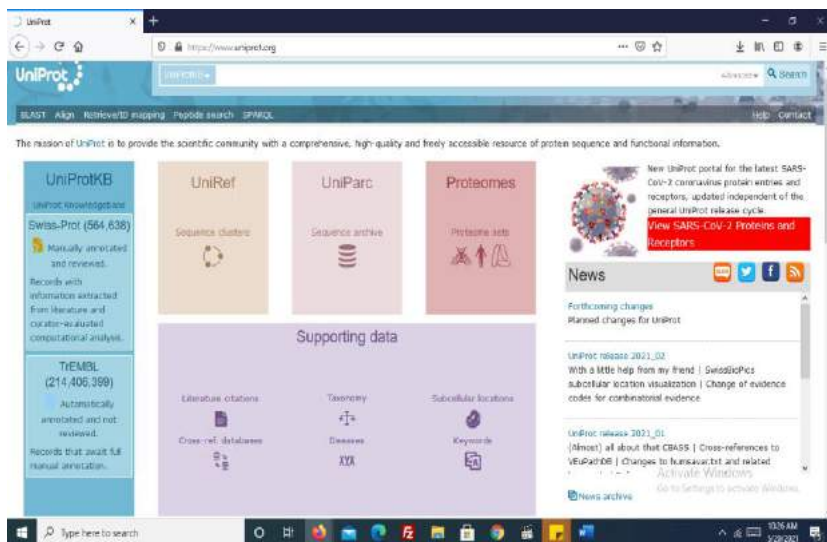 UniProt
https://www.uniprot.org
UniProt
UniProtKB
Advanced
Search
BLAST Align Retrieve/ID mapping Peptide search SPARQL
Help Contact
The mission of UniProt is to provide the scientific community with a comprehensive, high-quality and freely accessible resource of protein sequence and functional information.
UniProtKB
UniProt Knowledgebase
Swiss-Prot (564,638)
Manually annotated
and reviewed.
Records with
information extracted
from literature and
curator-evaluated
computational analysis.
TrEMBL
(214,406,399)
Automatically
annotated and not
reviewed.
Records that await full
manual annotation.
UniRef
Sequence clusters
UniParc
Sequence archive
Proteomes
Proteome sets
Supporting data
Literature citations
Taxonomy
Subcellular locations
Cross-ref. databases
Diseases
Keywords
New UniProt portal for the latest SARS-
CoV-2 coronavirus protein entries and
receptors, updated independent of the
general UniProt release cycle.
View SARS-CoV-2 Proteins and
Receptors
News
Forthcoming changes
Planned changes for UniProt
UniProt release 2021_02
With a little help from my friend | SwissBioPics
subcellular location visualization | Change of evidence
codes for combinatorial evidence
UniProt release 2021_01
(Almost) all about that CBASS | Cross-references to
VEuPathDB | Changes to humsavar.txt and related
News archive
Activate Windows
Go to Settings to activate Windows.
Type here to search
10:26 AM
5/29/2021